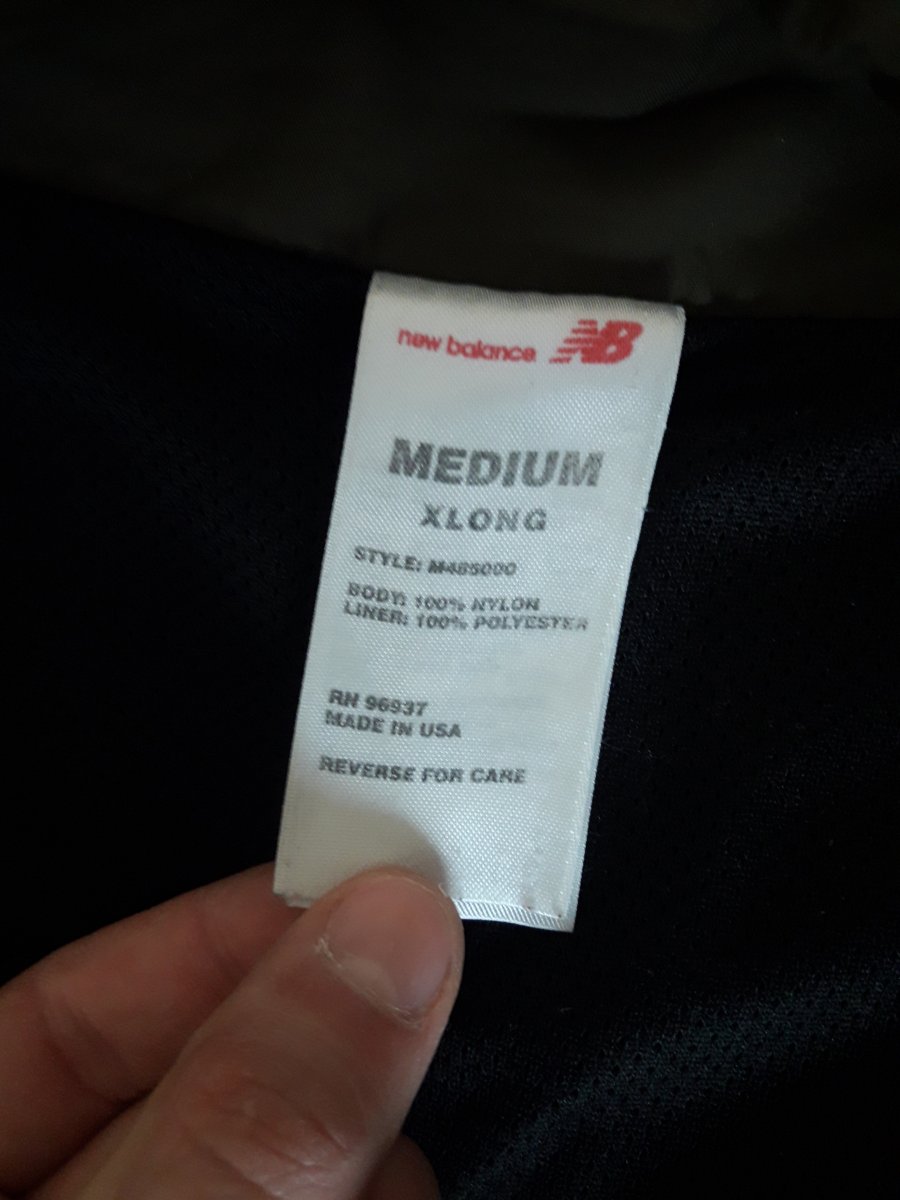 new balance NB
MEDIUM
XLONG
STYLE: M485000
BODY: 100% NYLON
LINER: 100% POLYESTER
RN 96937
MADE IN USA
REVERSE FOR CARE